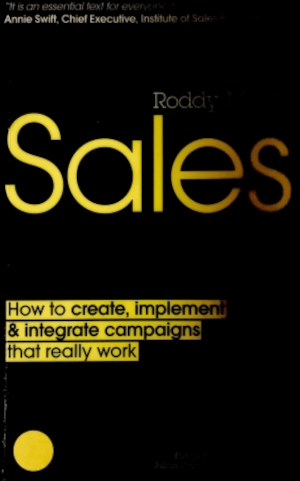 "It is an essential text for everyone
Annie Swift, Chief Executive, Institute of Sales
Roddy
Sales
How to create, implement
& integrate campaigns
that really work